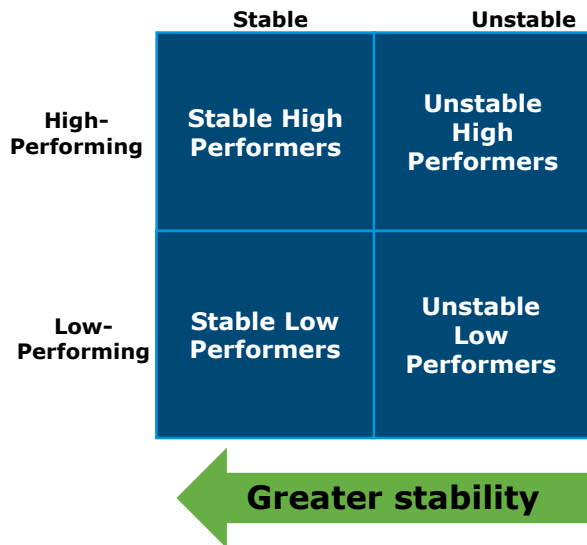 Stable Unstable
High-
Performing
Stable High
Performers
Unstable
High
Performers
Low-
Performing
Stable Low
Performers
Unstable
Low
Performers
Greater stability